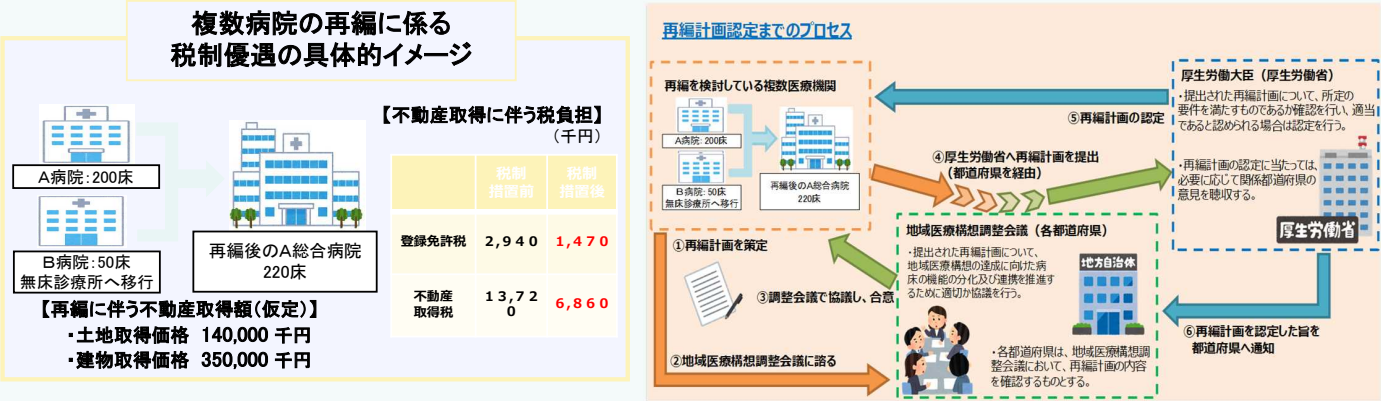 複数病院の再編に係る
税制優遇の具体的イメージ
A病院:200床
B病院:50床
無床診療所へ移行
再編後のA総合病院
220床
【再編に伴う不動産取得額(仮定)】
・土地取得価格 140,000 千円
・建物取得価格 350,000 千円
【不動産取得に伴う税負担】
(千円)
税制
措置前
税制
措置後
登録免許税 2,940 1,470
不動産
取得税
13,72
0
6,860
再編計画認定までのプロセス
再編を検討している複数医療機関
A病院:200床
B病院:50床
無床診療所へ移行
再編後のA総合病院
220床
①再編計画を策定
②地域医療構想調整会議に諮る
③調整会議で協議し、合意
④厚生労働省へ再編計画を提出
(都道府県を経由)
⑤再編計画の認定
厚生労働大臣(厚生労働省)
・提出された再編計画について、所定の
要件を満たすものであるか確認を行い、適当
であると認められる場合は認定を行う。
・再編計画の認定に当たっては、
必要に応じて関係都道府県の
意見を聴収する。
厚生労働省
地域医療構想調整会議(各都道府県)
・提出された再編計画について、
地域医療構想の達成に向けた病
床の機能の分化及び連携を推進す
るために適切か協議を行う。
地方自治体
・各都道府県は、地域医療構想調
整会議において、再編計画の内容
を確認するものとする。
⑥再編計画を認定した旨を
都道府県へ通知